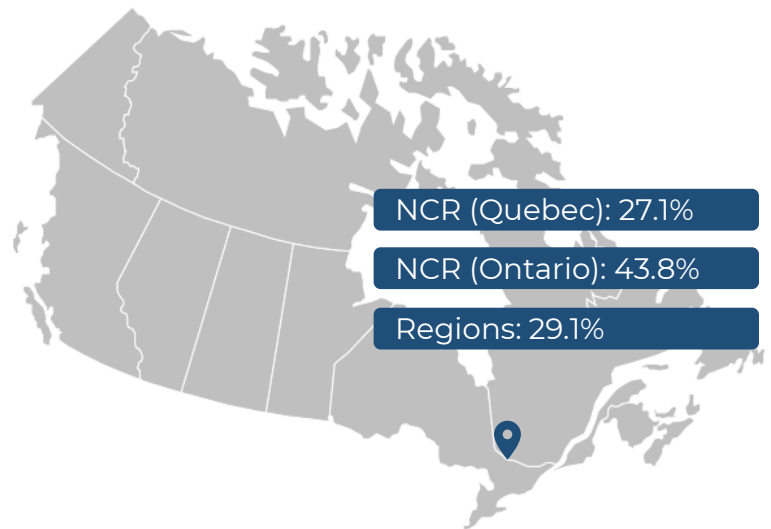 NCR (Quebec): 27.1%
NCR (Ontario): 43.8%
Regions: 29.1%